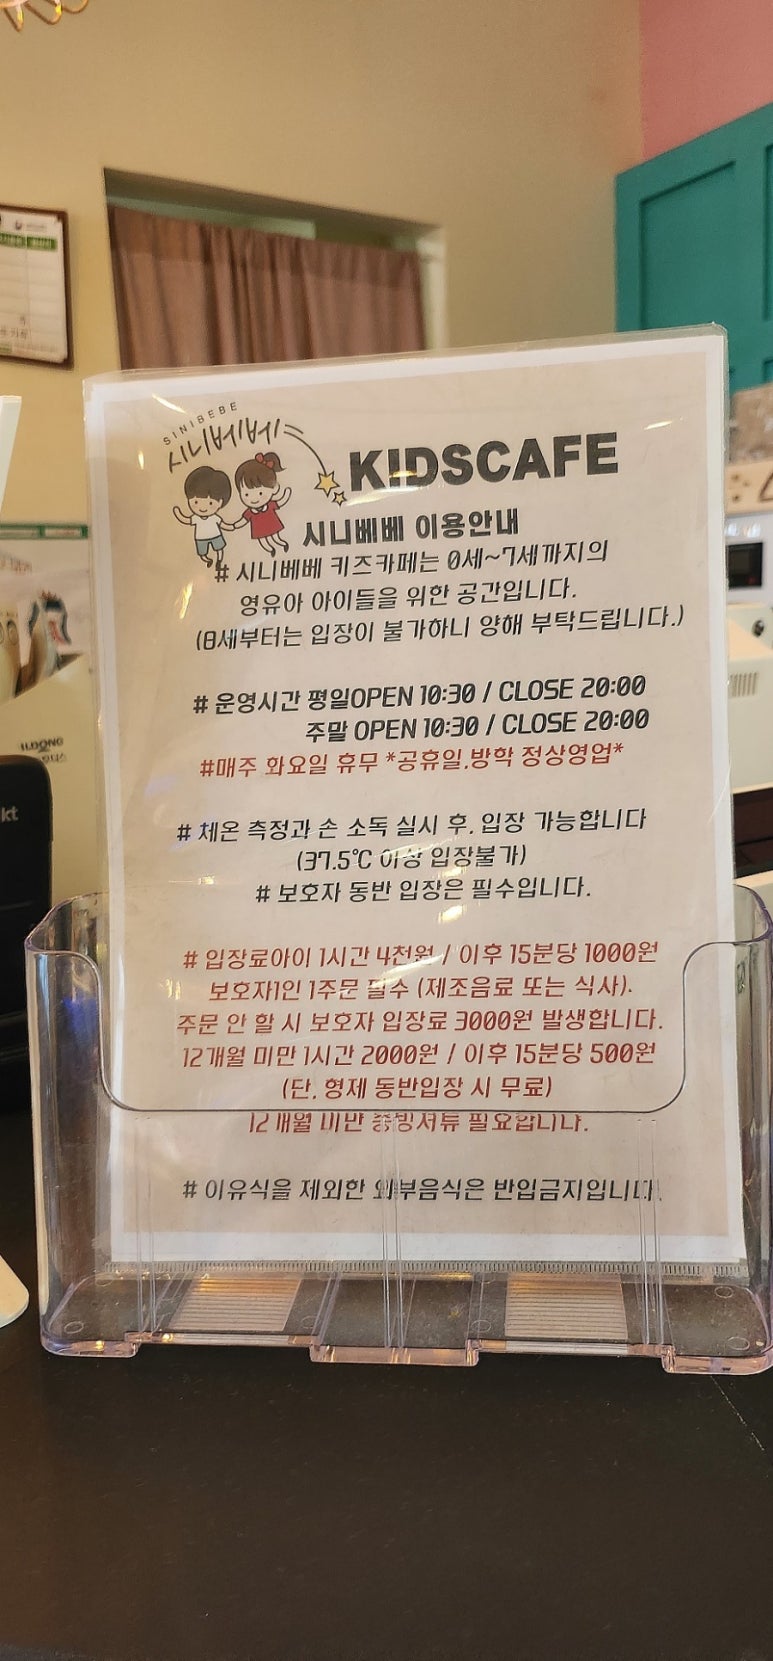 SINIBEBE
시니베베
KIDSCAFE
시니베베 이용안내
# 시니베베 키즈카페는 0세~7세까지의
영유아 아이들을 위한 공간입니다.
(8세부터는 입장이 불가하니 양해 부탁드립니다.)
# 운영시간 평일OPEN 10:30 / CLOSE 20:00
주말 OPEN 10:30 / CLOSE 20:00
#매주 화요일 휴무 *공휴일,방학 정상영업*
# 체온 측정과 손 소독 실시 후, 입장 가능합니다
(37.5℃ 이상 입장불가)
# 보호자 동반 입장은 필수입니다.
# 입장료아이 1시간 4천원 / 이후 15분당 1000원
보호자1인 1주문 필수 (제조음료 또는 식사).
주문 안 할 시 보호자 입장료 3000원 발생합니다.
12개월 미만 1시간 2000원 / 이후 15분당 500원
(단, 형제 동반입장 시 무료)
12개월 미만 증빙서류 필요합니다.
# 이유식을 제외한 외부음식은 반입금지입니다.
ILDONG
kt